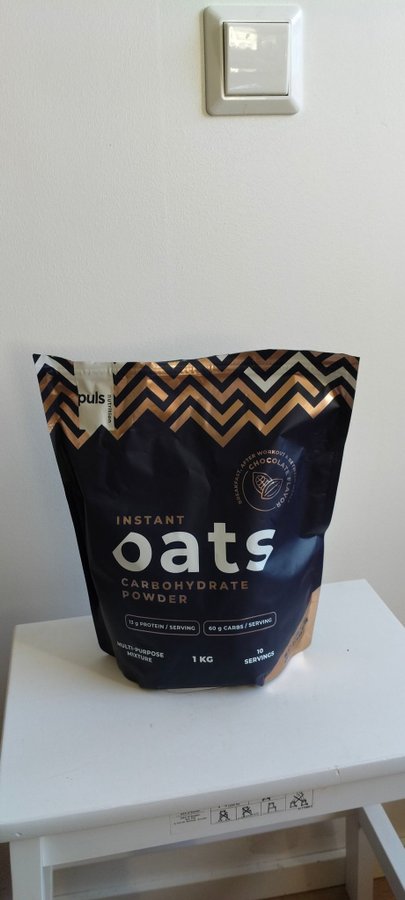 puls
nutrition
BREAKFAST, AFTER WORKOUT
CHOCOLATE FLAVOR
INSTANT
oats
CARBOHYDRATE
POWDER
13 g PROTEIN / SERVING
60 g CARBS / SERVING
MULTI-PURPOSE
MIXTURE
1 KG
10
SERVINGS